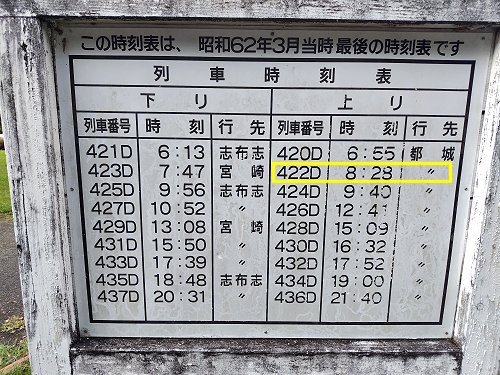 この時刻表は、昭和62年3月当時最後の時刻表です
列車時刻表
下り 上り
列車番号 時刻 行先 列車番号 時刻 行先
421D 6:13 志布志 420D 6:55 都城
423D 7:47 宮崎 422D 8:28 〃
425D 9:56 志布志 424D 9:40 〃
427D 10:52 〃 426D 12:41 〃
429D 13:08 宮崎 428D 15:09 〃
431D 15:50 〃 430D 16:32 〃
433D 17:39 〃 432D 17:52 〃
435D 18:48 志布志 434D 19:00 〃
437D 20:31 〃 436D 21:40 〃